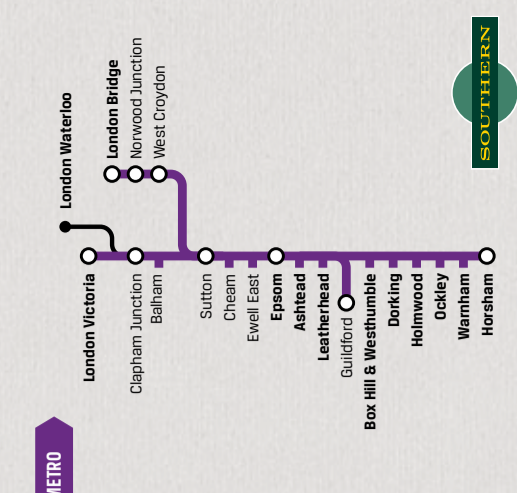 SOUTHERN
London Waterloo
London Bridge
Norwood Junction
West Croydon
London Victoria
Clapham Junction
Balham
Sutton
Cheam
Ewell East
Epsom
Ashtead
Leatherhead
Guildford
Box Hill & Westhumble
Dorking
Holmwood
Ockley
Warnham
Horsham
METRO